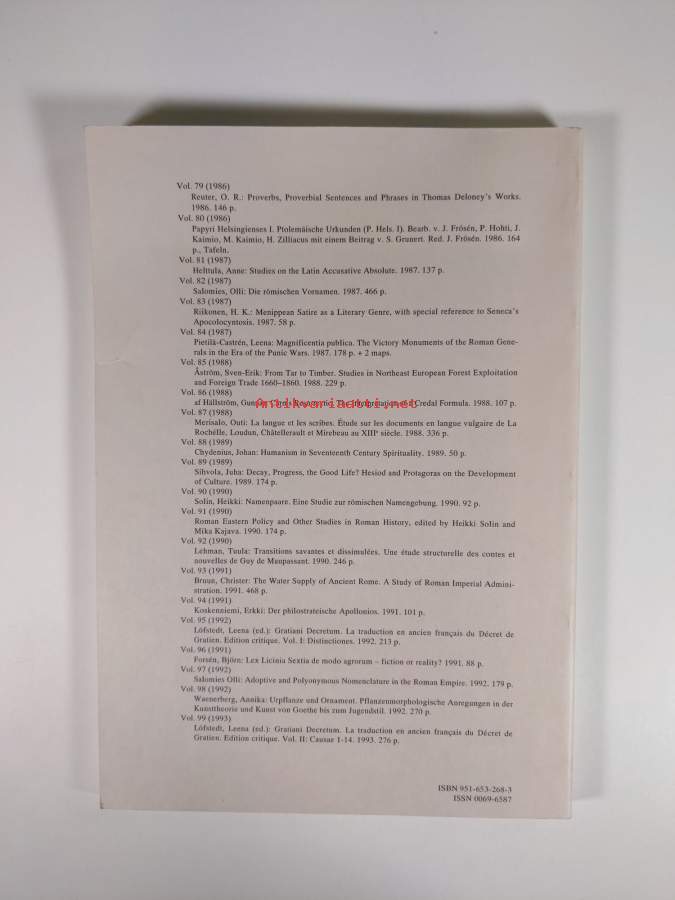 Vol. 79 (1986)
Reuter, O. R.: Proverbs, Proverbial Sentences and Phrases in Thomas Deloney's Works.
1986. 146 p.
Vol. 80 (1986)
Papyri Helsingienses I. Ptolemäische Urkunden (P. Hels. I). Bearb. v. J. Frösén, P. Hohti, J.
Kaimio, M. Kaimio, H. Zilliacus mit einem Beitrag v. S. Grunert. Red. J. Frösén. 1986. 164
p., Tafeln.
Vol. 81 (1987)
Helttula, Anne: Studies on the Latin Accusative Absolute. 1987. 137 p.
Vol. 82 (1987)
Salomies, Olli: Die römischen Vornamen. 1987. 466 p.
Vol. 83 (1987)
Riikonen, H. K.: Menippean Satire as a Literary Genre, with special reference to Seneca's
Apocolocyntosis. 1987. 58 p.
Vol. 84 (1987)
Pietilä-Castrén, Leena: Magnificentia publica. The Victory Monuments of the Roman Gene-
rals in the Era of the Punic Wars. 1987. 178 p. + 2 maps.
Vol. 85 (1988)
Åström, Sven-Erik: From Tar to Timber. Studies in Northeast European Forest Exploitation
and Foreign Trade 1660–1860. 1988. 229 p.
Vol. 86 (1988)
af Hällström, Credal Formula. 1988. 107 p.
Antikvariaatti.net
Vol. 87 (1988)
Merisalo, Outi: La langue et les scribes. Étude sur les documents en langue vulgaire de La
Rochelle, Loudun, Châtellerault et Mirebeau au XIIIe siècle. 1988. 336 p.
Vol. 88 (1989)
Chydenius, Johan: Humanism in Seventeenth Century Spirituality. 1989. 50 p.
Vol. 89 (1989)
Sihvola, Juha: Decay, Progress, the Good Life? Hesiod and Protagoras on the Development
of Culture. 1989. 174 p.
Vol. 90 (1990)
Solin, Heikki: Namenpaare. Eine Studie zur römischen Namengebung. 1990. 92 p.
Vol. 91 (1990)
Roman Eastern Policy and Other Studies in Roman History, edited by Heikki Solin and
Mika Kajava. 1990. 174 p.
Vol. 92 (1990)
Lehman, Tuula: Transitions savantes et dissimulées. Une étude structurelle des contes et
nouvelles de Guy de Maupassant. 1990. 246 p.
Vol. 93 (1991)
Bruun, Christer: The Water Supply of Ancient Rome. A Study of Roman Imperial Admini-
stration. 1991. 468 p.
Vol. 94 (1991)
Koskenniemi, Erkki: Der philostrateische Apollonios. 1991. 101 p.
Vol. 95 (1992)
Löfstedt, Leena (ed.): Gratiani Decretum. La traduction en ancien français du Décret de
Gratien. Edition critique. Vol. I: Distinctiones. 1992. 213 p.
Vol. 96 (1991)
Forsén, Björn: Lex Licinia Sextia de modo agrorum – fiction or reality? 1991. 88 p.
Vol. 97 (1992)
Salomies Olli: Adoptive and Polyonymous Nomenclature in the Roman Empire. 1992. 179 p.
Vol. 98 (1992)
Waenerberg, Annika: Urpflanze und Ornament. Pflanzenmorphologische Anregungen in der
Kunsttheorie und Kunst von Goethe bis zum Jugendstil. 1992. 270 p.
Vol. 99 (1993)
Löfstedt, Leena (ed.): Gratiani Decretum. La traduction en ancien français du Décret de
Gratien. Edition critique. Vol. II: Causae 1-14. 1993. 276 p.
ISBN 951-653-268-3
ISSN 0069-6587